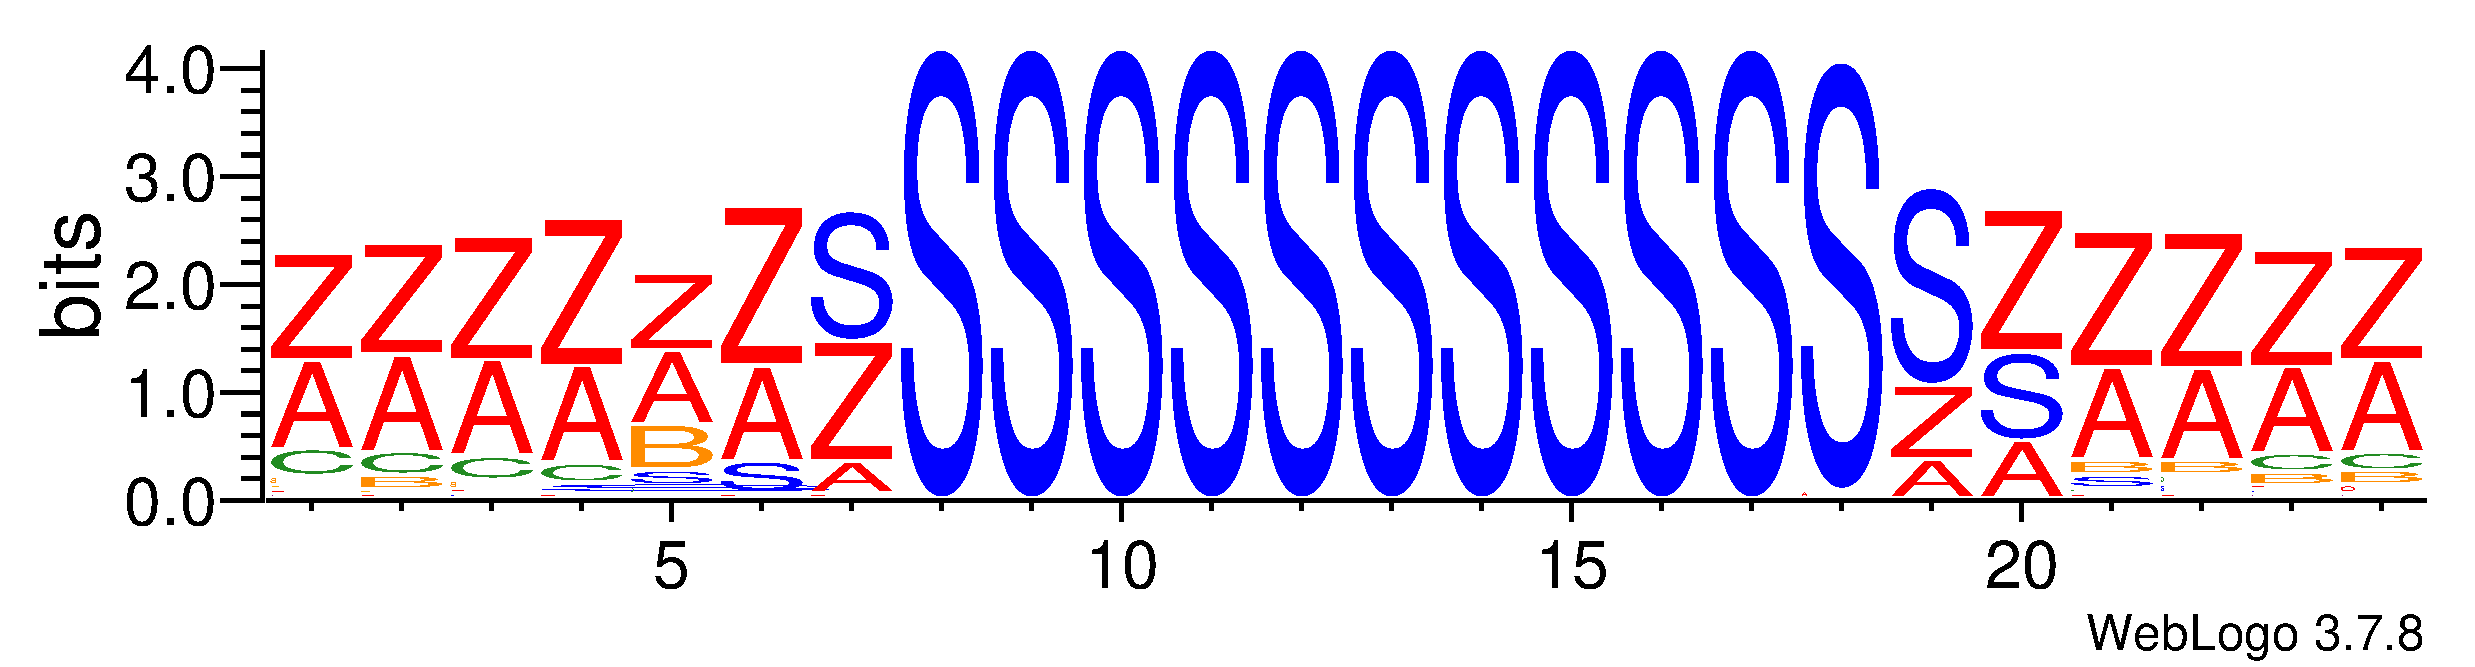 bits
4.0
3.0
2.0
1.0
0.0
Z A C
Z A C B
Z A C
Z A C S
Z A B S
Z A S
S Z A
S
S
S
S
S
S
S
S
S
S
S
S Z A
Z S A
Z A B S
Z A B
Z A C B
Z A C B
5 10 15 20
WebLogo 3.7.8